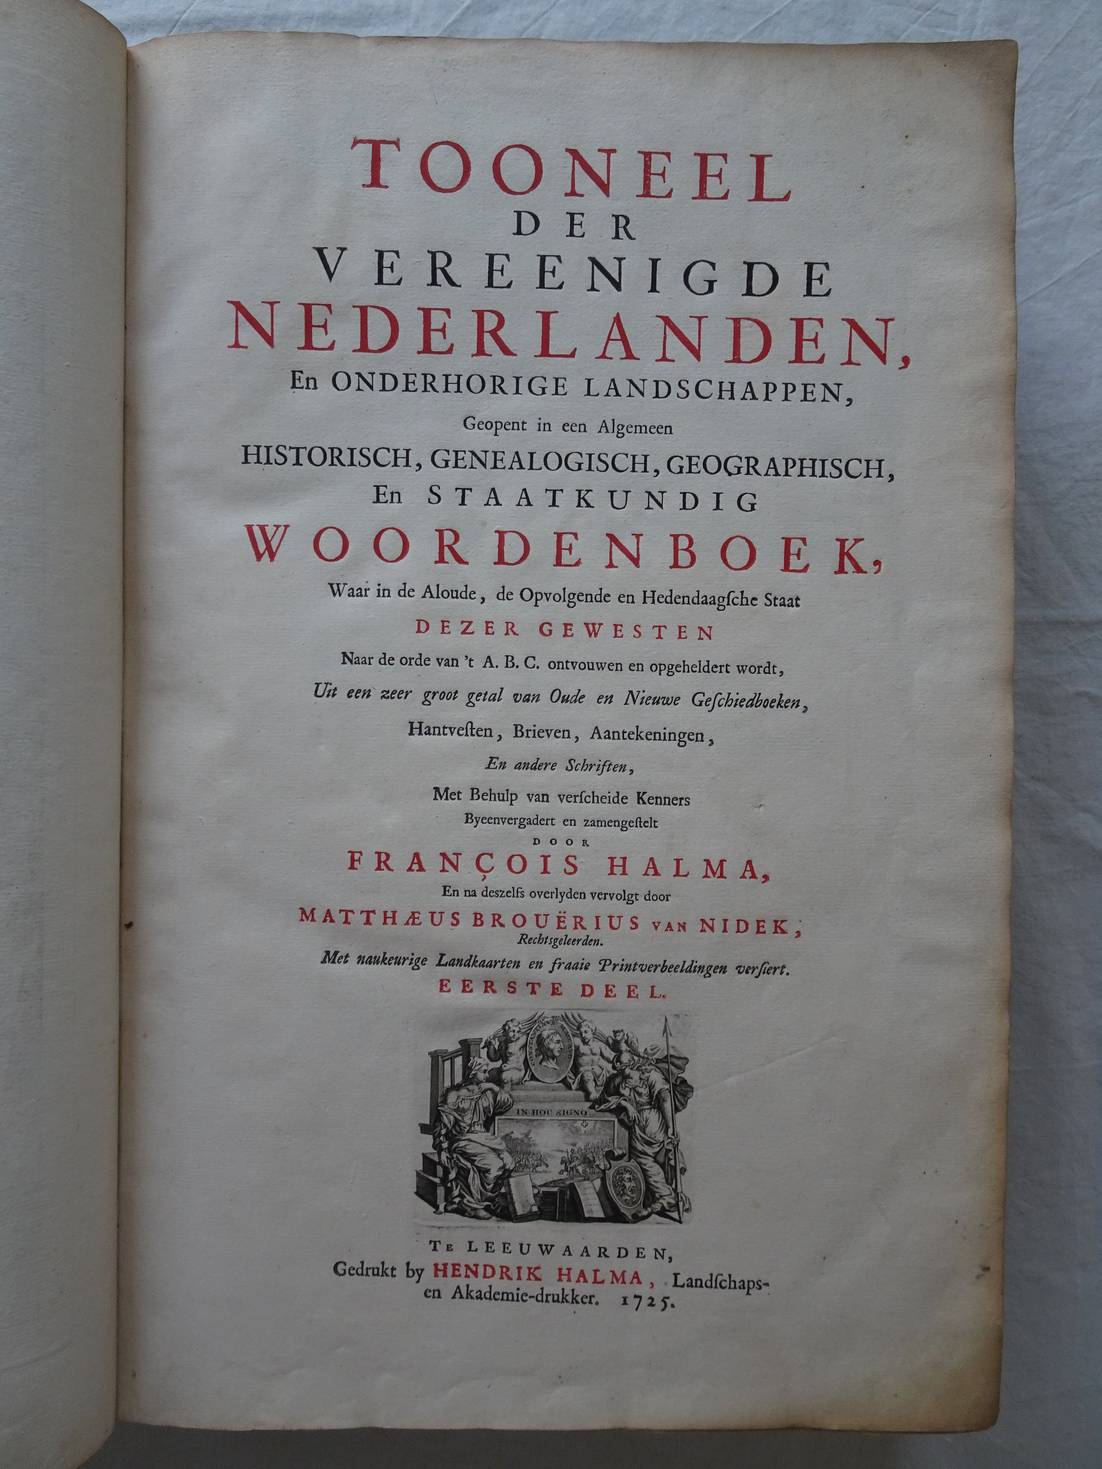 TOONEEL
DER
VEREENIGDE
NEDERLANDEN,
En ONDERHORIGE LANDSCHAPPEN,
Geopent in een Algemeen
HISTORISCH, GENEALOGISCH, GEOGRAPHISCH,
En STAATKUNDIG
WOORDENBOEK,
Waar in de Aloude, de Opvolgende en Hedendaagſche Staat
DEZER GEWESTEN
Naar de orde van 't A. B. C. ontvouwen en opgeheldert wordt,
Uit een zeer groot getal van Oude en Nieuwe Geſchiedboeken,
Hantveſten, Brieven, Aantekeningen,
En andere Schriften,
Met Behulp van verſcheide Kenners
Byeenvergadert en zamengeſtelt
DOOR
FRANÇOIS HALMA,
En na deszelfs overlyden vervolgt door
MATTHÆUS BROUËRIUS VAN NIDEK,
Rechtsgeleerden.
Met naukeurige Landkaarten en fraaie Printverbeeldingen verſiert.
EERSTE DEEL.
IN HOC SIGNO
TE LEEUWAARDEN,
Gedrukt by HENDRIK HALMA, Landſchaps-
en Akademie-drukker. 1725.